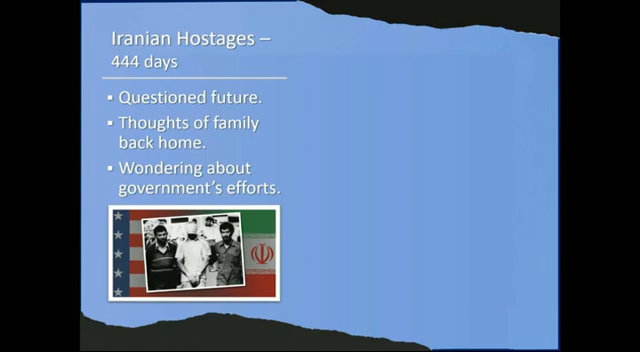 Iranian Hostages –
444 days
▪ Questioned future.
▪ Thoughts of family
back home.
▪ Wondering about
government's efforts.